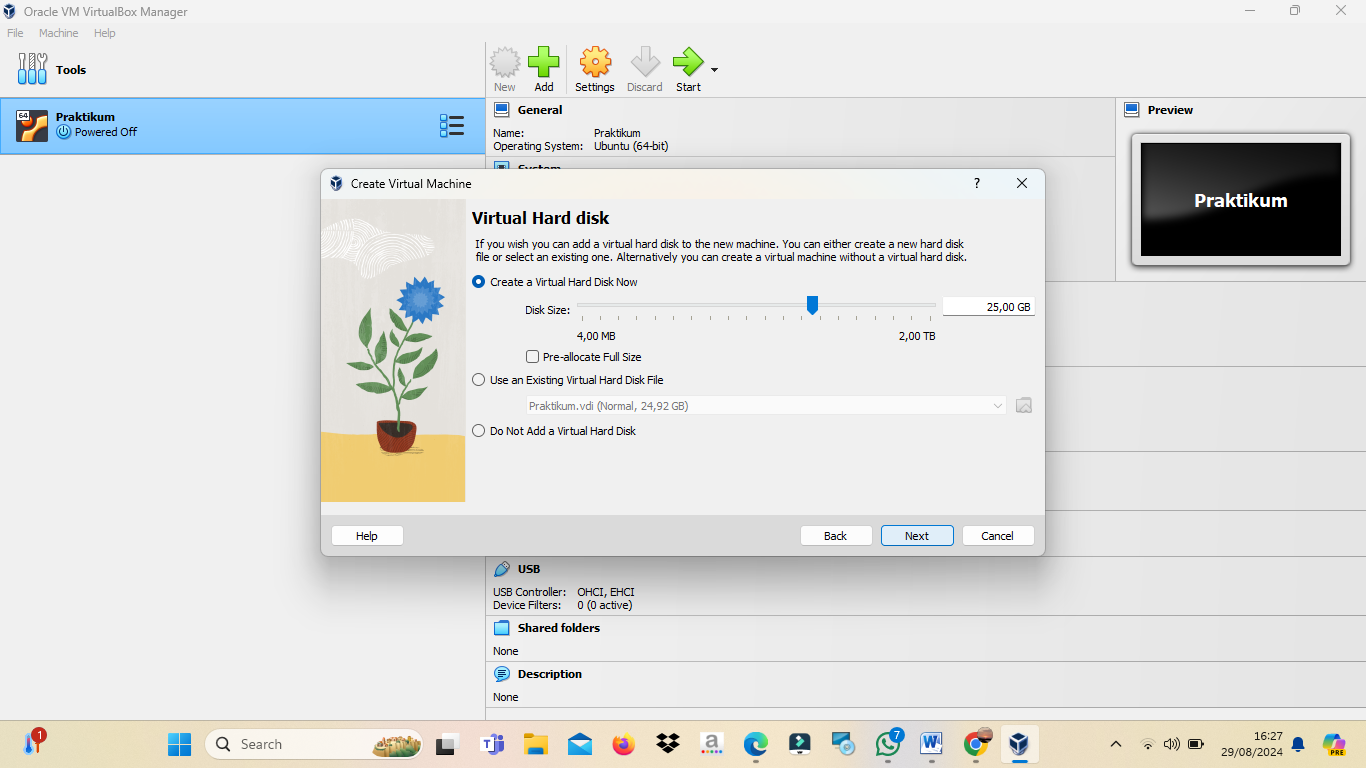 Oracle VM VirtualBox Manager
File Machine Help
Tools
New Add Settings Discard Start
64
Praktikum
Powered Off
General
Name: Praktikum
Operating System: Ubuntu (64-bit)
System
Preview
Praktikum
Create Virtual Machine
?
Virtual Hard disk
If you wish you can add a virtual hard disk to the new machine. You can either create a new hard disk
file or select an existing one. Alternatively you can create a virtual machine without a virtual hard disk.
Create a Virtual Hard Disk Now
Disk Size: 25,00 GB
4,00 MB 2,00 TB
Pre-allocate Full Size
Use an Existing Virtual Hard Disk File
Praktikum.vdi (Normal, 24,92 GB)
Do Not Add a Virtual Hard Disk
Help Back Next Cancel
USB
USB Controller: OHCI, EHCI
Device Filters: 0 (0 active)
Shared folders
None
Description
None
1
Search
a
7
W
16:27
29/08/2024
PRE